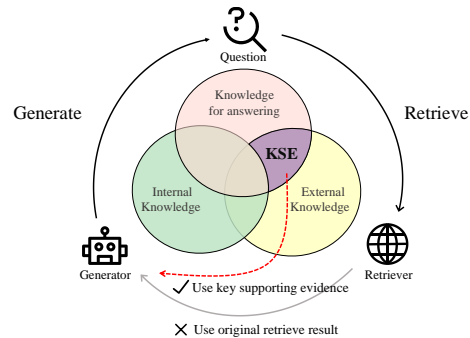 Question
Generate
Retrieve
Knowledge
for answering
KSE
Internal
Knowledge
External
Knowledge
Generator
Retriever
Use key supporting evidence
Use original retrieve result